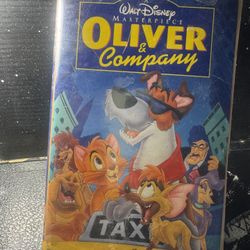 WALT DISNEY
MASTERPIECE
OLIVER
& Company
TAXI